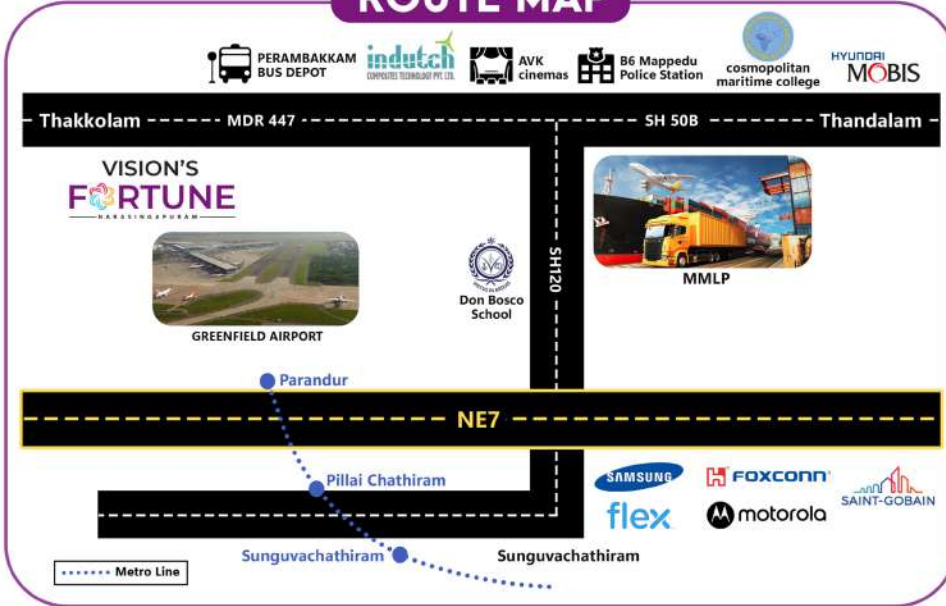 ROUTE MAP
PERAMBAKKAM
BUS DEPOT
indutch
COMPOSITES TECHNOLOGY PVT. LTD.
AVK
cinemas
B6 Mappedu
Police Station
cosmopolitan
maritime college
HYUNDAI
MOBIS
Thakkolam
MDR 447
SH 50B
Thandalam
VISION'S
FORTUNE
NARASINGAPURAM
GREENFIELD AIRPORT
Don Bosco
School
SH120
MMLP
Parandur
NE7
Pillai Chathiram
SAMSUNG
FOXCONN
SAINT-GOBAIN
flex
motorola
Sunguvachathiram
Sunguvachathiram
Metro Line